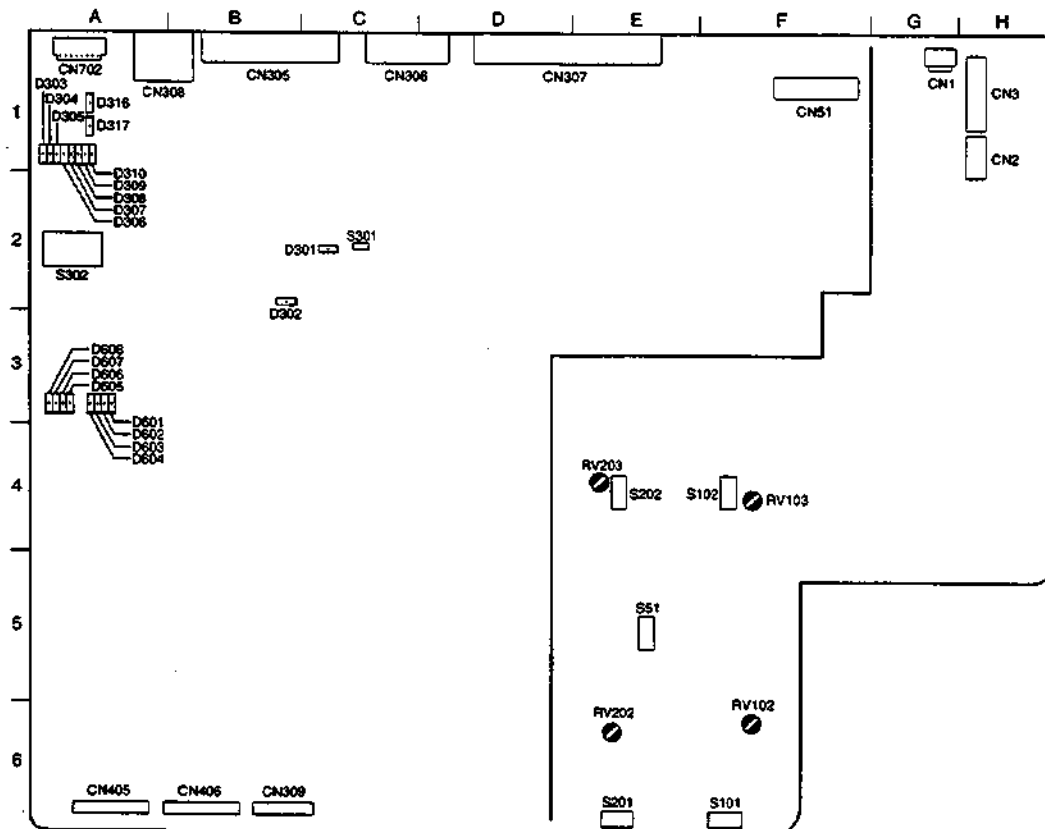 A B C D E F G H
CN702
CN308
CN305
CN306
CN307
CN51
CN1
CN3
CN2
1
D303
D304
D305
D316
D317
D310
D309
D308
D307
D306
2
S302
D301
S301
D302
3
D608
D607
D606
D605
D601
D602
D603
D604
4
RV203
S202
S102
RV103
5
S51
6
RV202
RV102
CN405
CN406
CN309
S201
S101